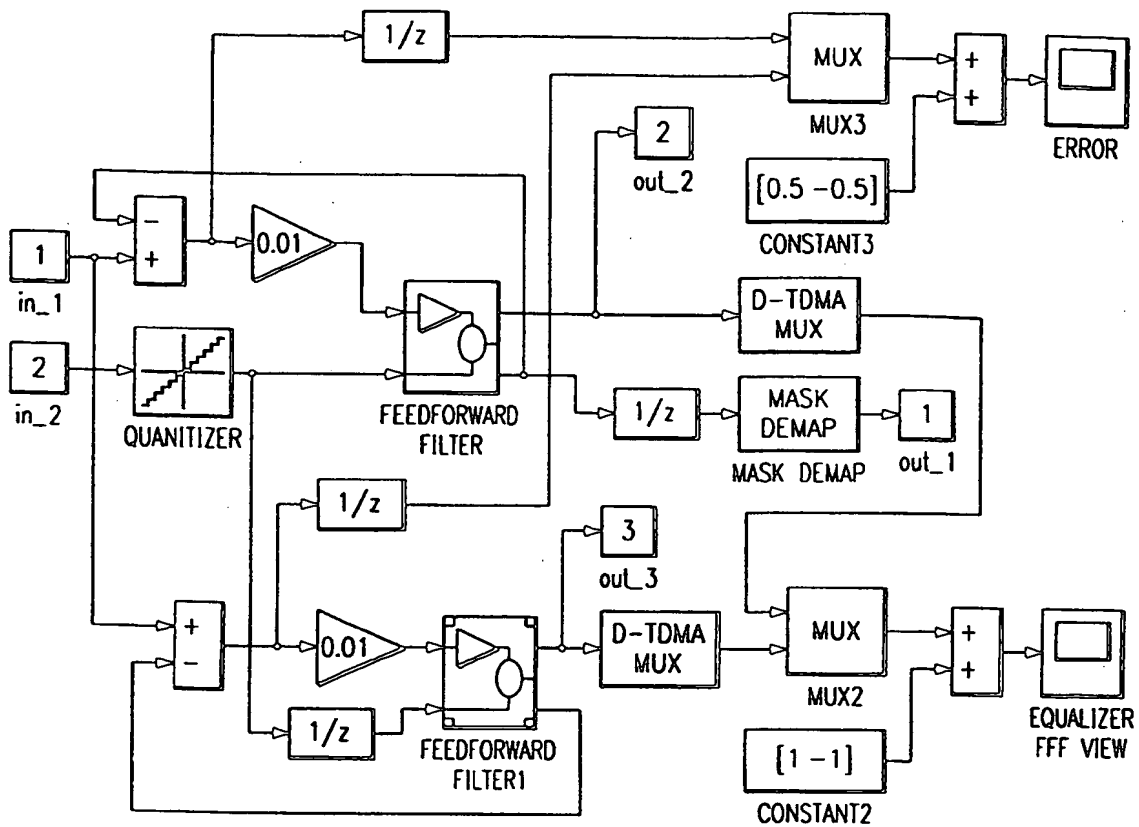 1/z
MUX
MUX3
+
+
ERROR
2
out_2
[0.5 -0.5]
CONSTANT3
-
+
0.01
1
in_1
2
in_2
QUANITIZER
FEEDFORWARD
FILTER
D-TDMA
MUX
1/z
MASK
DEMAP
MASK DEMAP
1
out_1
1/z
3
out_3
+
-
0.01
1/z
FEEDFORWARD
FILTER1
D-TDMA
MUX
MUX
MUX2
+
+
EQUALIZER
FFF VIEW
[1 -1]
CONSTANT2